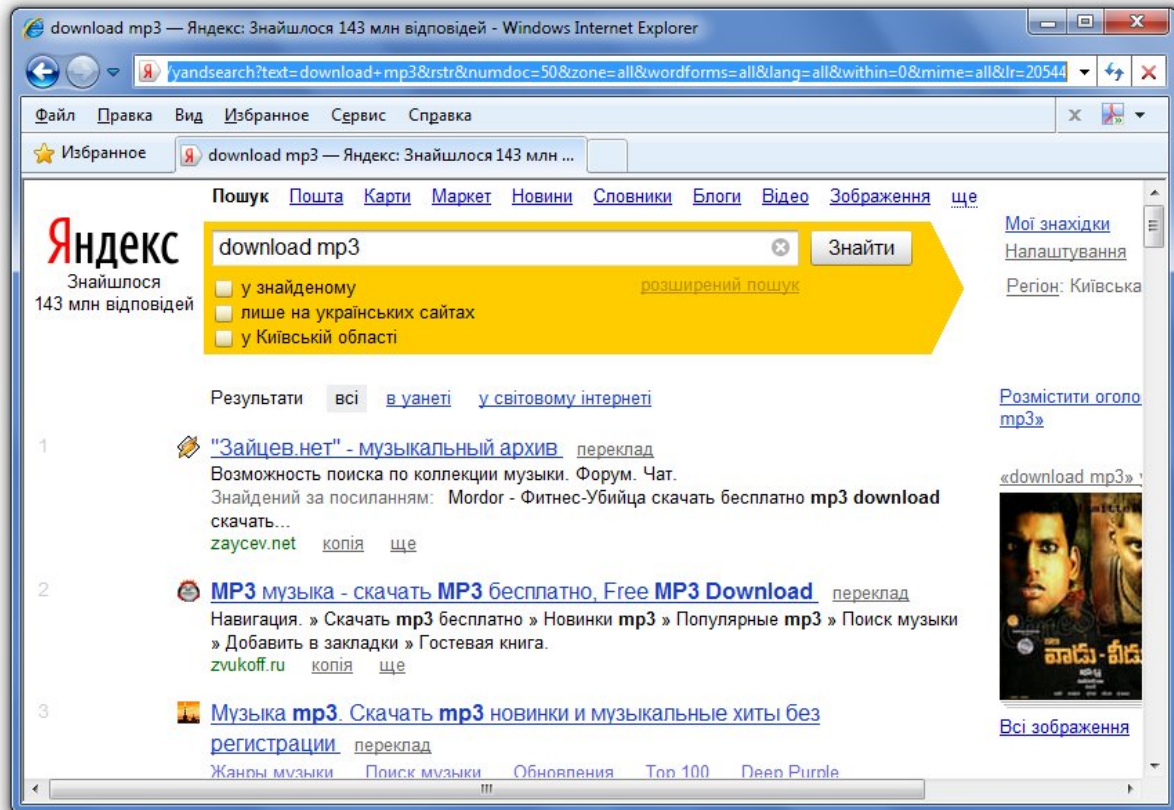 download mp3 — Яндекс: Знайшлося 143 млн відповідей - Windows Internet Explorer
/yandsearch?text=download+mp3&rstr&numdoc=50&zone=all&wordforms=all&lang=all&within=0&mime=all&lr=20544
Файл Правка Вид Избранное Сервис Справка
Избранное download mp3 — Яндекс: Знайшлося 143 млн ...
Пошук Пошта Карти Маркет Новини Словники Блоги Відео Зображення ще
Яндекс
Знайшлося
143 млн відповідей
download mp3 Знайти
у знайденому розширений пошук
лише на українських сайтах
у Київській області
Мої знахідки
Налаштування
Регіон: Київська
Результати всі в уанеті у світовому інтернеті
Розмістити оголо
mp3»
1 "Зайцев.нет" - музыкальный архив переклад
Возможность поиска по коллекции музыки. Форум. Чат.
Знайдений за посиланням: Mordor - Фитнес-Убийца скачать бесплатно mp3 download
скачать...
zaycev.net копія ще
«download mp3»
వాడు-వీడు
2 MP3 музыка - скачать MP3 бесплатно, Free MP3 Download переклад
Навигация. » Скачать mp3 бесплатно » Новинки mp3 » Популярные mp3 » Поиск музыки
» Добавить в закладки » Гостевая книга.
zvukoff.ru копія ще
3 Музыка mp3. Скачать mp3 новинки и музыкальные хиты без
регистрации переклад
Жанры музыки Поиск музыки Обновления Top 100 Deep Purple
Всі зображення